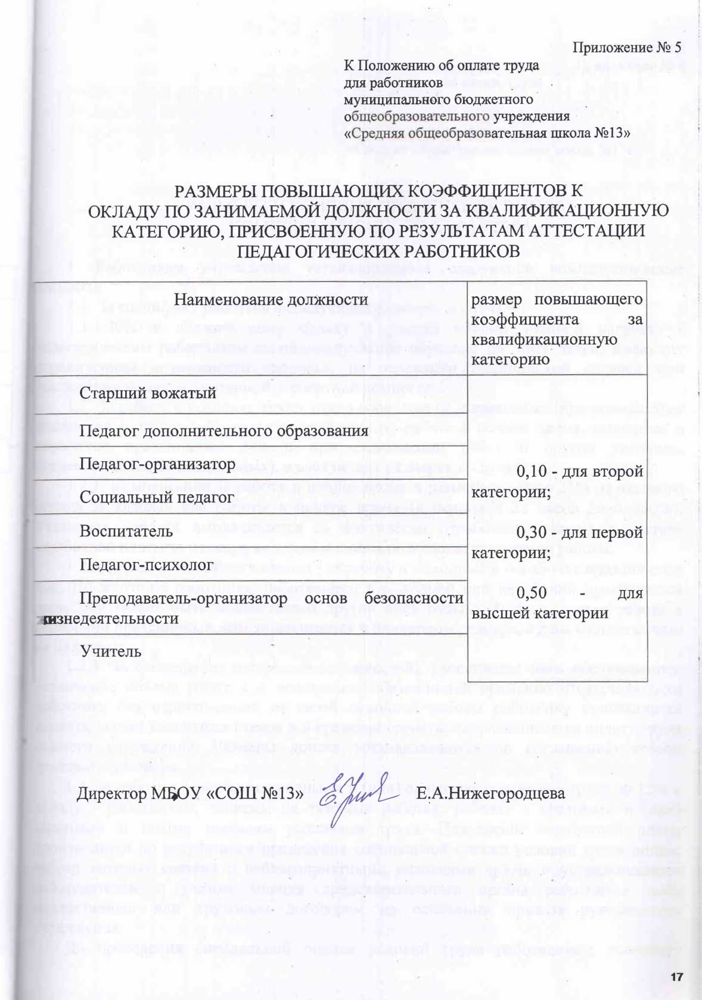 Приложение № 5
К Положению об оплате труда
для работников
муниципального бюджетного
общеобразовательного учреждения
«Средняя общеобразовательная школа №13»
РАЗМЕРЫ ПОВЫШАЮЩИХ КОЭФФИЦИЕНТОВ К
ОКЛАДУ ПО ЗАНИМАЕМОЙ ДОЛЖНОСТИ ЗА КВАЛИФИКАЦИОННУЮ
КАТЕГОРИЮ, ПРИСВОЕННУЮ ПО РЕЗУЛЬТАТАМ АТТЕСТАЦИИ
ПЕДАГОГИЧЕСКИХ РАБОТНИКОВ
Наименование должности
размер повышающего
коэффициента за
квалификационную
категорию
Старший вожатый
Педагог дополнительного образования
Педагог-организатор
Социальный педагог
Воспитатель
Педагог-психолог
Преподаватель-организатор основ безопасности
жизнедеятельности
Учитель
0,10 - для второй
категории;
0,30 - для первой
категории;
0,50 - для
высшей категории
Директор МБОУ «СОШ №13» Е.А.Нижегородцева
17